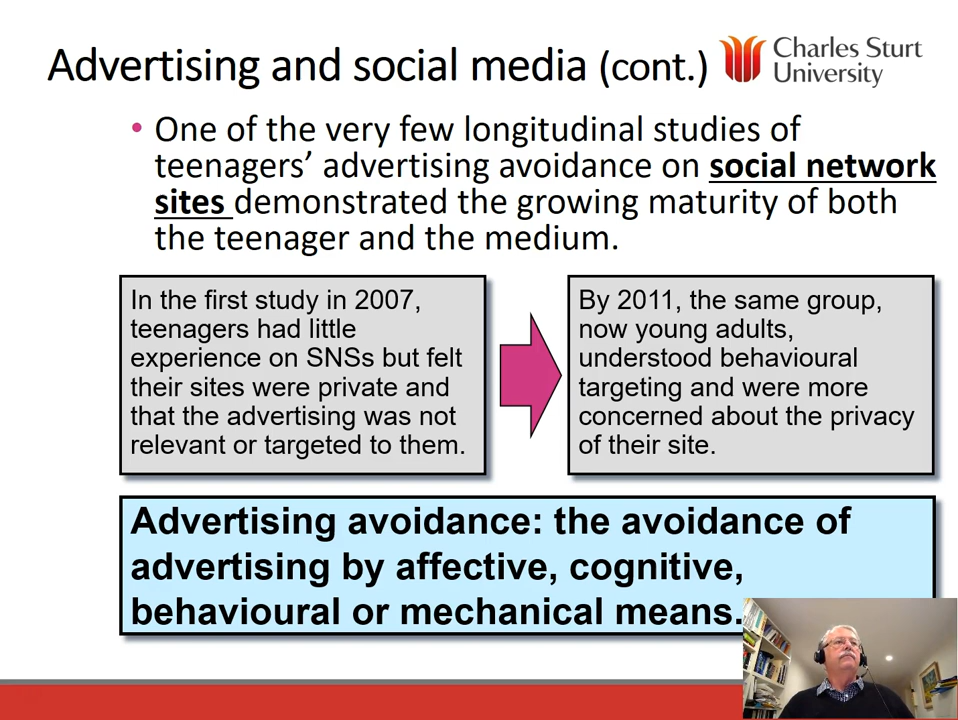 Advertising and social media (cont.)
Charles Sturt
University
• One of the very few longitudinal studies of
teenagers’ advertising avoidance on social network
sites demonstrated the growing maturity of both
the teenager and the medium.
In the first study in 2007,
teenagers had little
experience on SNSs but felt
their sites were private and
that the advertising was not
relevant or targeted to them.
By 2011, the same group,
now young adults,
understood behavioural
targeting and were more
concerned about the privacy
of their site.
Advertising avoidance: the avoidance of
advertising by affective, cognitive,
behavioural or mechanical means.